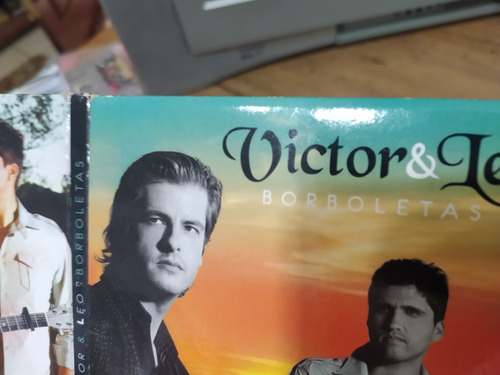 Victor & Le
BORBOLETAS
OR & LEO • BORBOLETAS